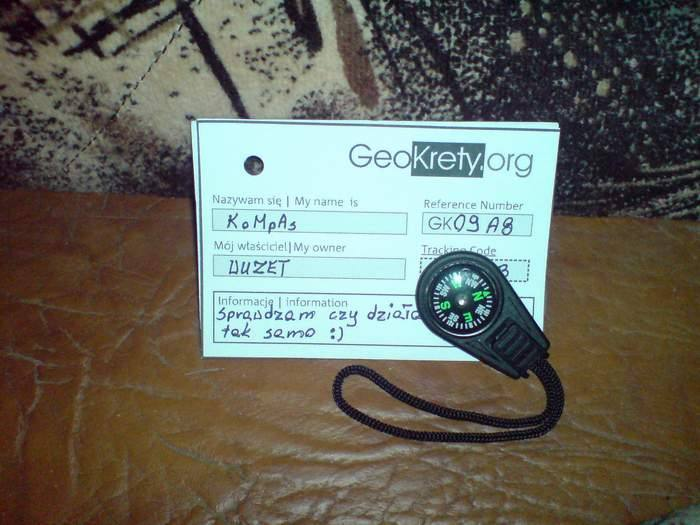 GeoKrety.org
Nazywam się | My name is
KoMpAs
Reference Number
GK09A8
Mój właściciel|My owner
WUZET
Tracking Code
Informacje | information
Sprawdzam czy działa
tak samo :)
N
E
S